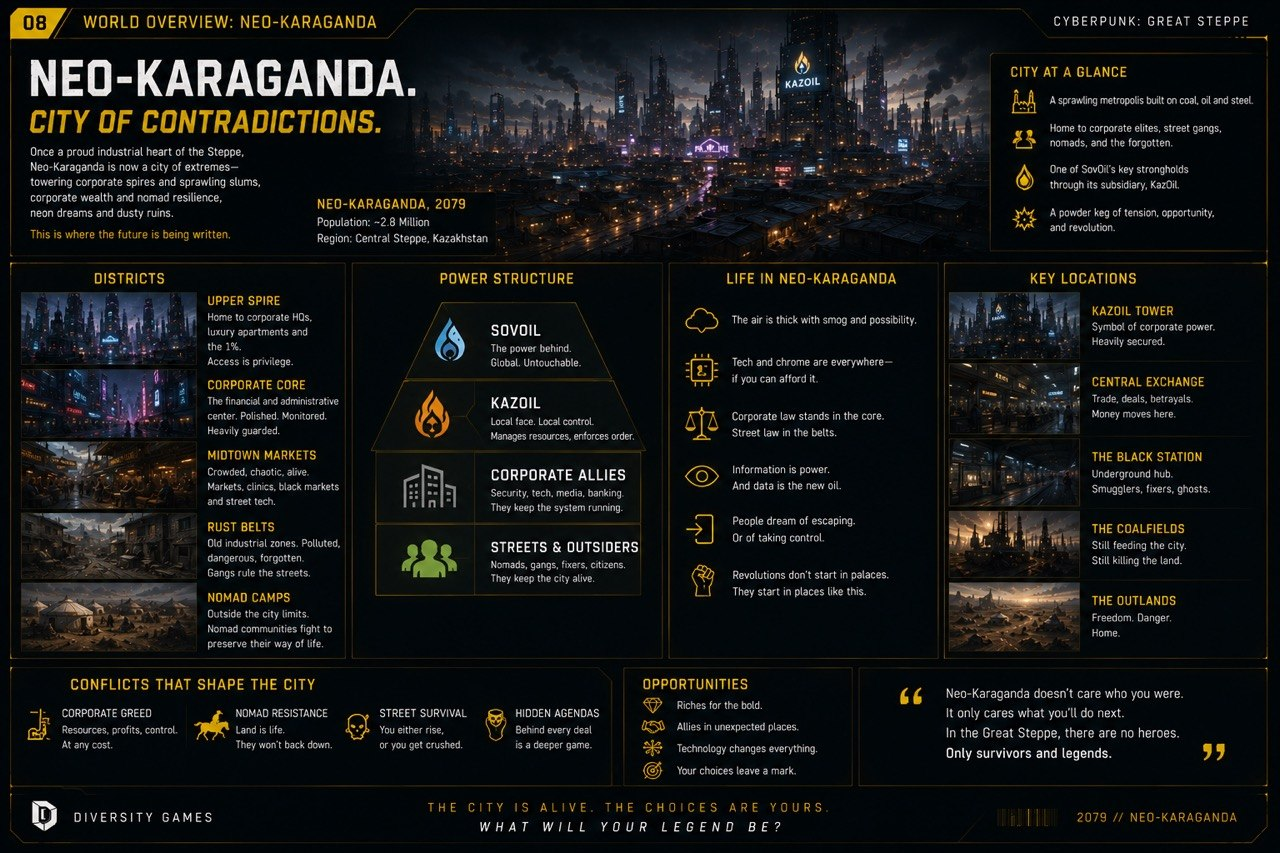 08
WORLD OVERVIEW: NEO-KARAGANDA
CYBERPUNK: GREAT STEPPE
NEO-KARAGANDA.
CITY OF CONTRADICTIONS.
Once a proud industrial heart of the Steppe,
Neo-Karaganda is now a city of extremes—
towering corporate spires and sprawling slums,
corporate wealth and nomad resilience,
neon dreams and dusty ruins.
This is where the future is being written.
NEO-KARAGANDA, 2079
Population: ~2.8 Million
Region: Central Steppe, Kazakhstan
KAZOIL
CITY AT A GLANCE
A sprawling metropolis built on coal, oil and steel.
Home to corporate elites, street gangs,
nomads, and the forgotten.
One of SovOil's key strongholds
through its subsidiary, KazOil.
A powder keg of tension, opportunity,
and revolution.
DISTRICTS
UPPER SPIRE
Home to corporate HQs,
luxury apartments and
the 1%.
Access is privilege.
CORPORATE CORE
The financial and administrative
center. Polished. Monitored.
Heavily guarded.
MIDTOWN MARKETS
Crowded, chaotic, alive.
Markets, clinics, black markets
and street tech.
RUST BELTS
Old industrial zones. Polluted,
dangerous, forgotten.
Gangs rule the streets.
NOMAD CAMPS
Outside the city limits.
Nomad communities fight to
preserve their way of life.
POWER STRUCTURE
SOVOIL
The power behind.
Global. Untouchable.
KAZOIL
Local face. Local control.
Manages resources, enforces order.
CORPORATE ALLIES
Security, tech, media, banking.
They keep the system running.
STREETS & OUTSIDERS
Nomads, gangs, fixers, citizens.
They keep the city alive.
LIFE IN NEO-KARAGANDA
The air is thick with smog and possibility.
Tech and chrome are everywhere—
if you can afford it.
Corporate law stands in the core.
Street law in the belts.
Information is power.
And data is the new oil.
People dream of escaping.
Or of taking control.
Revolutions don't start in palaces.
They start in places like this.
KEY LOCATIONS
KAZOIL
KAZOIL TOWER
Symbol of corporate power.
Heavily secured.
CENTRAL EXCHANGE
Trade, deals, betrayals.
Money moves here.
THE BLACK STATION
Underground hub.
Smugglers, fixers, ghosts.
THE COALFIELDS
Still feeding the city.
Still killing the land.
THE OUTLANDS
Freedom. Danger.
Home.
CONFLICTS THAT SHAPE THE CITY
CORPORATE GREED
Resources, profits, control.
At any cost.
NOMAD RESISTANCE
Land is life.
They won't back down.
STREET SURVIVAL
You either rise,
or you get crushed.
HIDDEN AGENDAS
Behind every deal
is a deeper game.
OPPORTUNITIES
Riches for the bold.
Allies in unexpected places.
Technology changes everything.
Your choices leave a mark.
“ Neo-Karaganda doesn't care who you were.
It only cares what you'll do next.
In the Great Steppe, there are no heroes.
Only survivors and legends. ”
DIVERSITY GAMES
THE CITY IS ALIVE. THE CHOICES ARE YOURS.
WHAT WILL YOUR LEGEND BE?
2079 // NEO-KARAGANDA